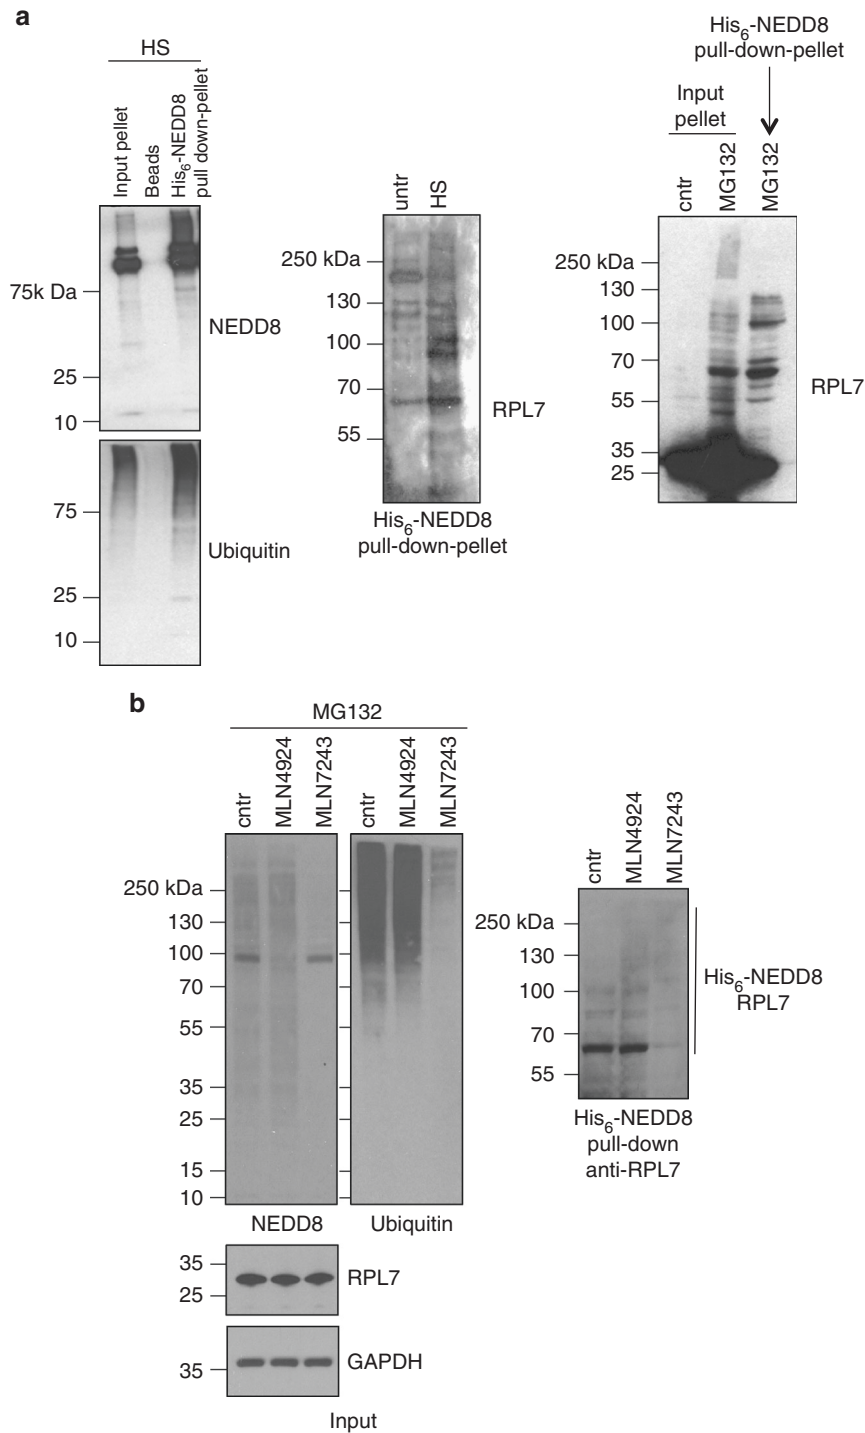 a
HS
Input pellet
Beads
His6-NEDD8
pull down-pellet
75k Da
25
10
NEDD8
75
25
10
Ubiquitin
untr
HS
250 kDa
130
100
70
55
RPL7
His6-NEDD8
pull-down-pellet
His6-NEDD8
pull-down-pellet
Input
pellet
cntr
MG132
MG132
250 kDa
130
100
70
55
35
25
RPL7
b
MG132
cntr
MLN4924
MLN7243
cntr
MLN4924
MLN7243
250 kDa
130
100
70
55
35
25
15
10
NEDD8
Ubiquitin
35
25
RPL7
35
GAPDH
Input
cntr
MLN4924
MLN7243
250 kDa
130
100
70
55
His6-NEDD8
RPL7
His6-NEDD8
pull-down
anti-RPL7